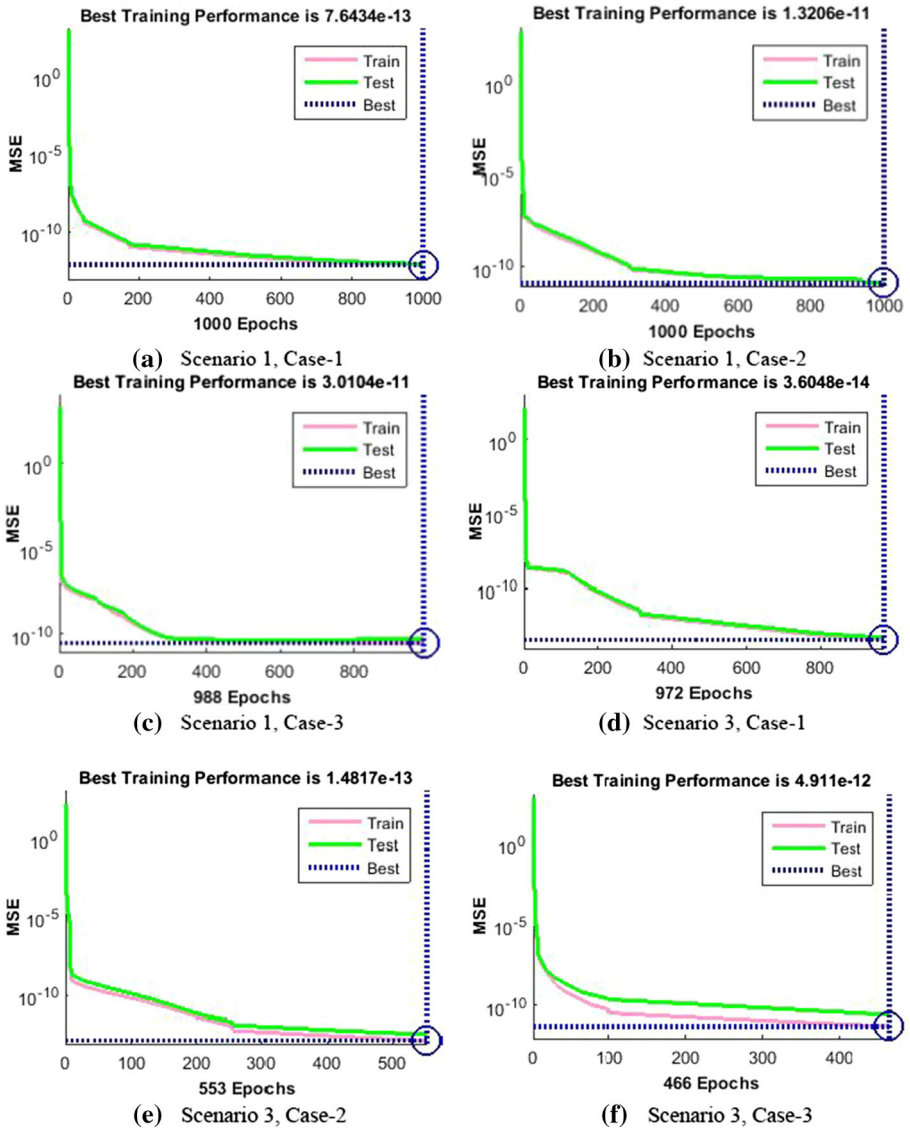 Best Training Performance is 7.6434e-13
MSE
10^0
10^-5
10^-10
Train
Test
Best
0 200 400 600 800 1000
1000 Epochs
(a) Scenario 1, Case-1
Best Training Performance is 1.3206e-11
MSE
10^0
10^-5
10^-10
Train
Test
Best
0 200 400 600 800 1000
1000 Epochs
(b) Scenario 1, Case-2
Best Training Performance is 3.0104e-11
MSE
10^0
10^-5
10^-10
Train
Test
Best
0 200 400 600 800
988 Epochs
(c) Scenario 1, Case-3
Best Training Performance is 3.6048e-14
MSE
10^0
10^-5
10^-10
Train
Test
Best
0 200 400 600 800
972 Epochs
(d) Scenario 3, Case-1
Best Training Performance is 1.4817e-13
MSE
10^0
10^-5
10^-10
Train
Test
Best
0 100 200 300 400 500
553 Epochs
(e) Scenario 3, Case-2
Best Training Performance is 4.911e-12
MSE
10^0
10^-5
10^-10
Train
Test
Best
0 100 200 300 400
466 Epochs
(f) Scenario 3, Case-3